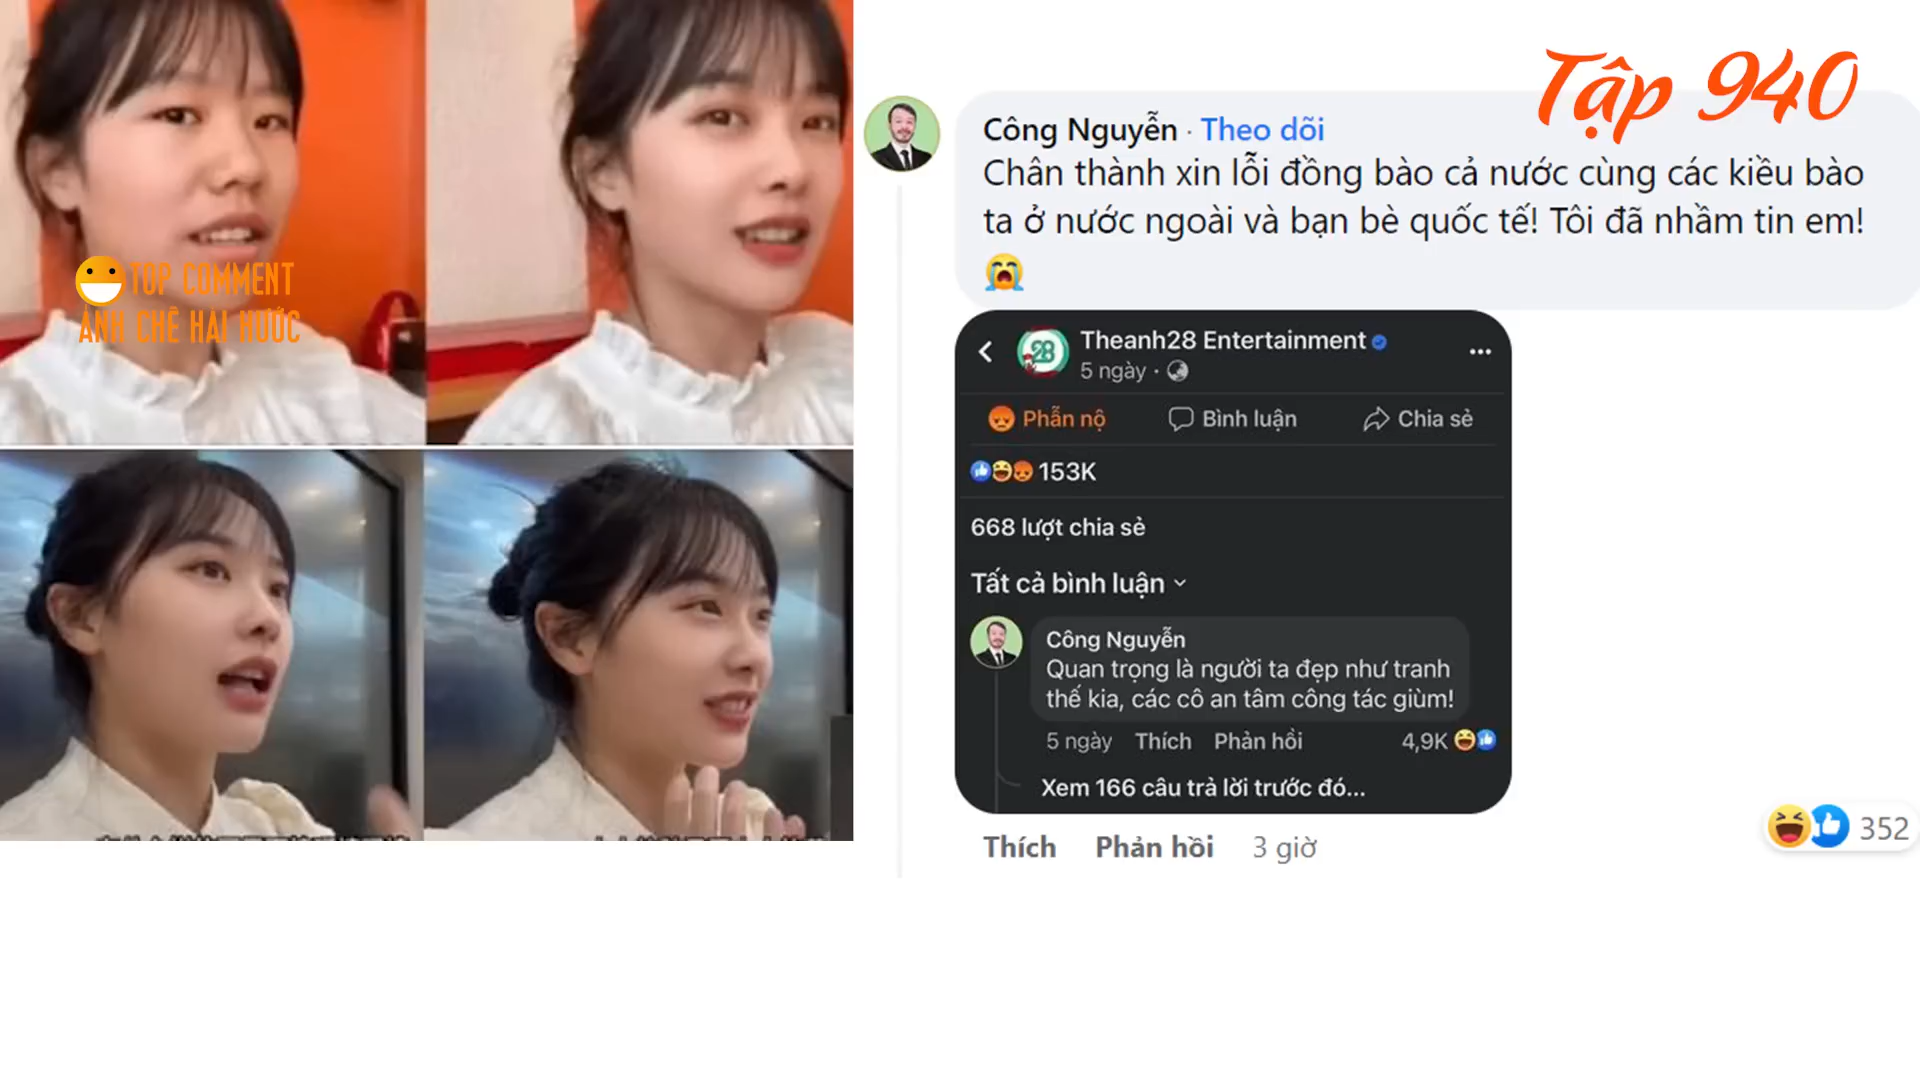 Tập 940
TOP COMMENT
ẢNH CHẾ HÀI HƯỚC
Công Nguyễn · Theo dõi
Chân thành xin lỗi đồng bào cả nước cùng các kiều bào
ta ở nước ngoài và bạn bè quốc tế! Tôi đã nhầm tin em!
28
Theanh28 Entertainment
5 ngày ·
Phẫn nộ Bình luận Chia sẻ
153K
668 lượt chia sẻ
Tất cả bình luận
Công Nguyễn
Quan trọng là người ta đẹp như tranh
thế kia, các cô an tâm công tác giùm!
5 ngày Thích Phản hồi 4,9K
Xem 166 câu trả lời trước đó...
Thích Phản hồi 3 giờ
352